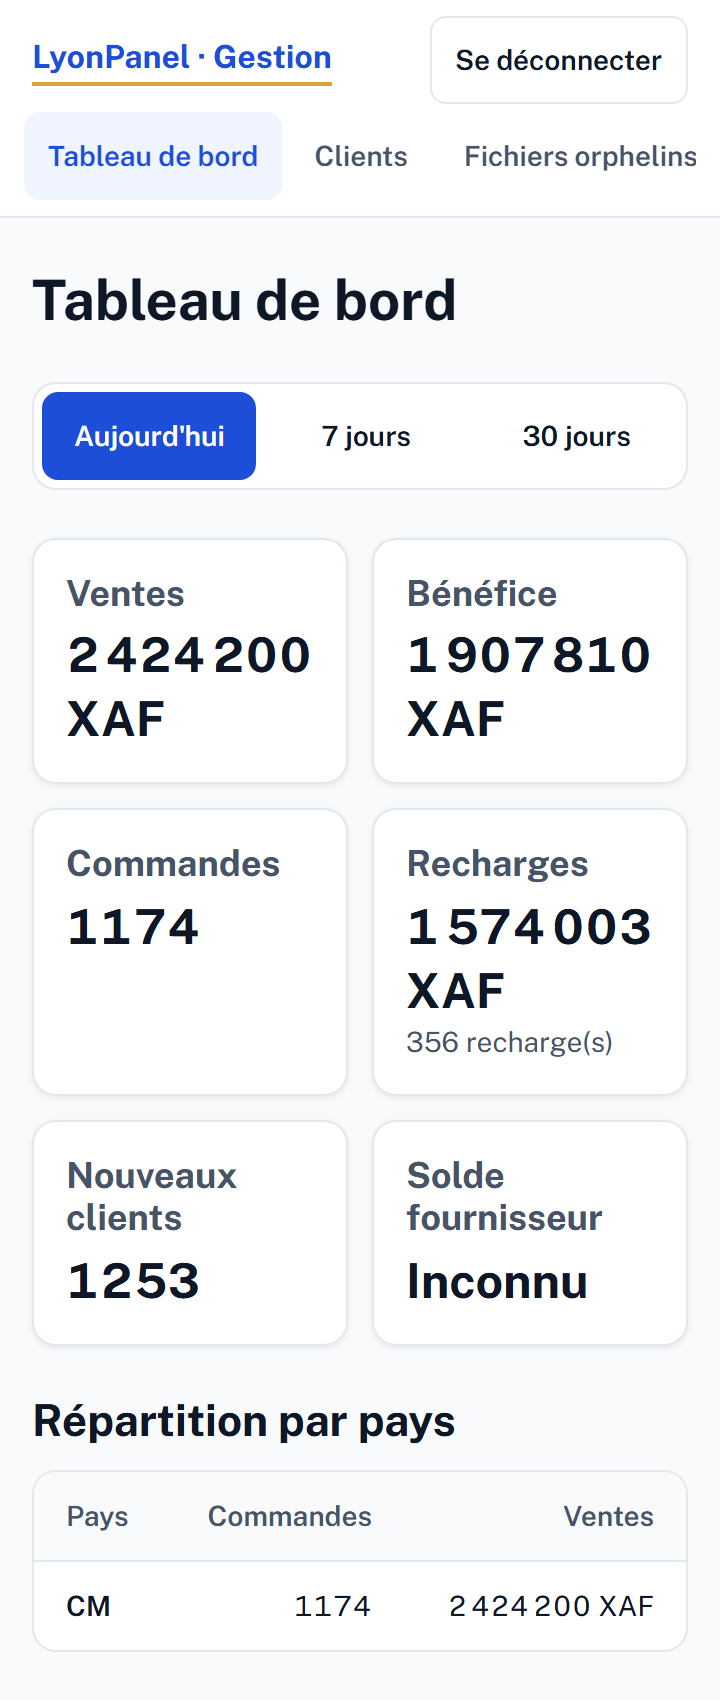 LyonPanel · Gestion
Se déconnecter
Tableau de bord
Clients
Fichiers orphelins
Tableau de bord
Aujourd'hui
7 jours
30 jours
Ventes
2 424 200
XAF
Bénéfice
1 907 810
XAF
Commandes
1174
Recharges
1 574 003
XAF
356 recharge(s)
Nouveaux
clients
1253
Solde
fournisseur
Inconnu
Répartition par pays
Pays Commandes Ventes
CM 1174 2 424 200 XAF